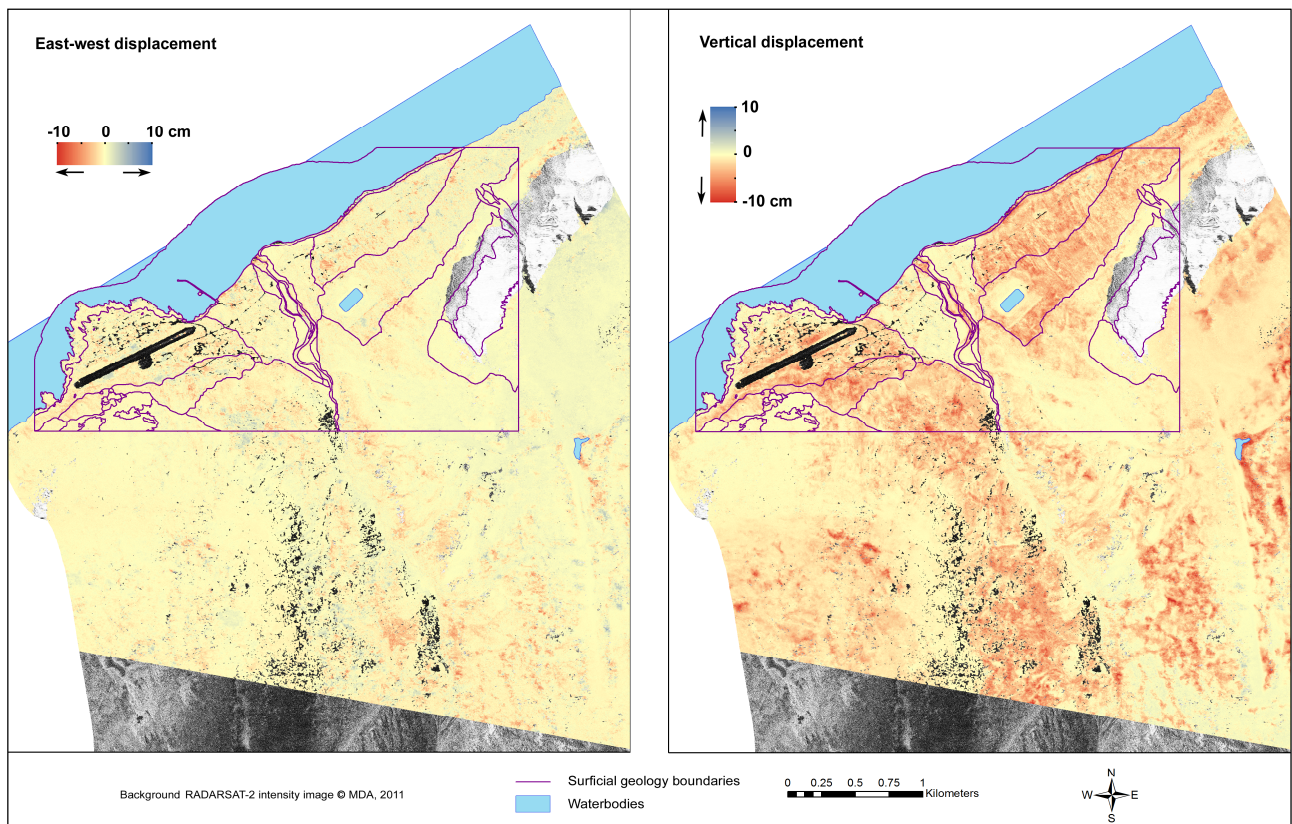 East-west displacement
-10 0 10 cm
Vertical displacement
10
0
-10 cm
Background RADARSAT-2 intensity image © MDA, 2011
Surficial geology boundaries
Waterbodies
0 0.25 0.5 0.75 1
Kilometers
N
W E
S